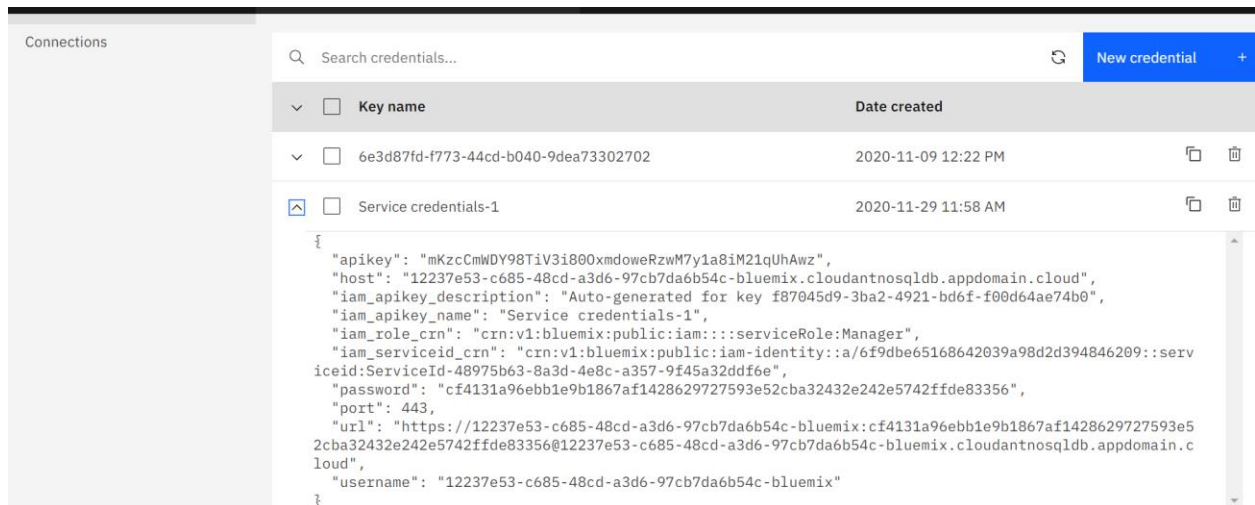 Connections
Search credentials...
New credential +
Key name Date created
6e3d87fd-f773-44cd-b040-9dea73302702 2020-11-09 12:22 PM
Service credentials-1 2020-11-29 11:58 AM
{
"apikey": "mKzcCmWDY98TiV3i80OxmdoweRzwM7y1a8iM21qUhAwz",
"host": "12237e53-c685-48cd-a3d6-97cb7da6b54c-bluemix.cloudantnosqldb.appdomain.cloud",
"iam_apikey_description": "Auto-generated for key f87045d9-3ba2-4921-bd6f-f00d64ae74b0",
"iam_apikey_name": "Service credentials-1",
"iam_role_crn": "crn:v1:bluemix:public:iam::::serviceRole:Manager",
"iam_serviceid_crn": "crn:v1:bluemix:public:iam-identity::a/6f9dbe65168642039a98d2d394846209::serv
iceid:ServiceId-48975b63-8a3d-4e8c-a357-9f45a32ddf6e",
"password": "cf4131a96ebb1e9b1867af1428629727593e52cba32432e242e5742ffde83356",
"port": 443,
"url": "https://12237e53-c685-48cd-a3d6-97cb7da6b54c-bluemix:cf4131a96ebb1e9b1867af1428629727593e5
2cba32432e242e5742ffde83356@12237e53-c685-48cd-a3d6-97cb7da6b54c-bluemix.cloudantnosqldb.appdomain.c
loud",
"username": "12237e53-c685-48cd-a3d6-97cb7da6b54c-bluemix"
}